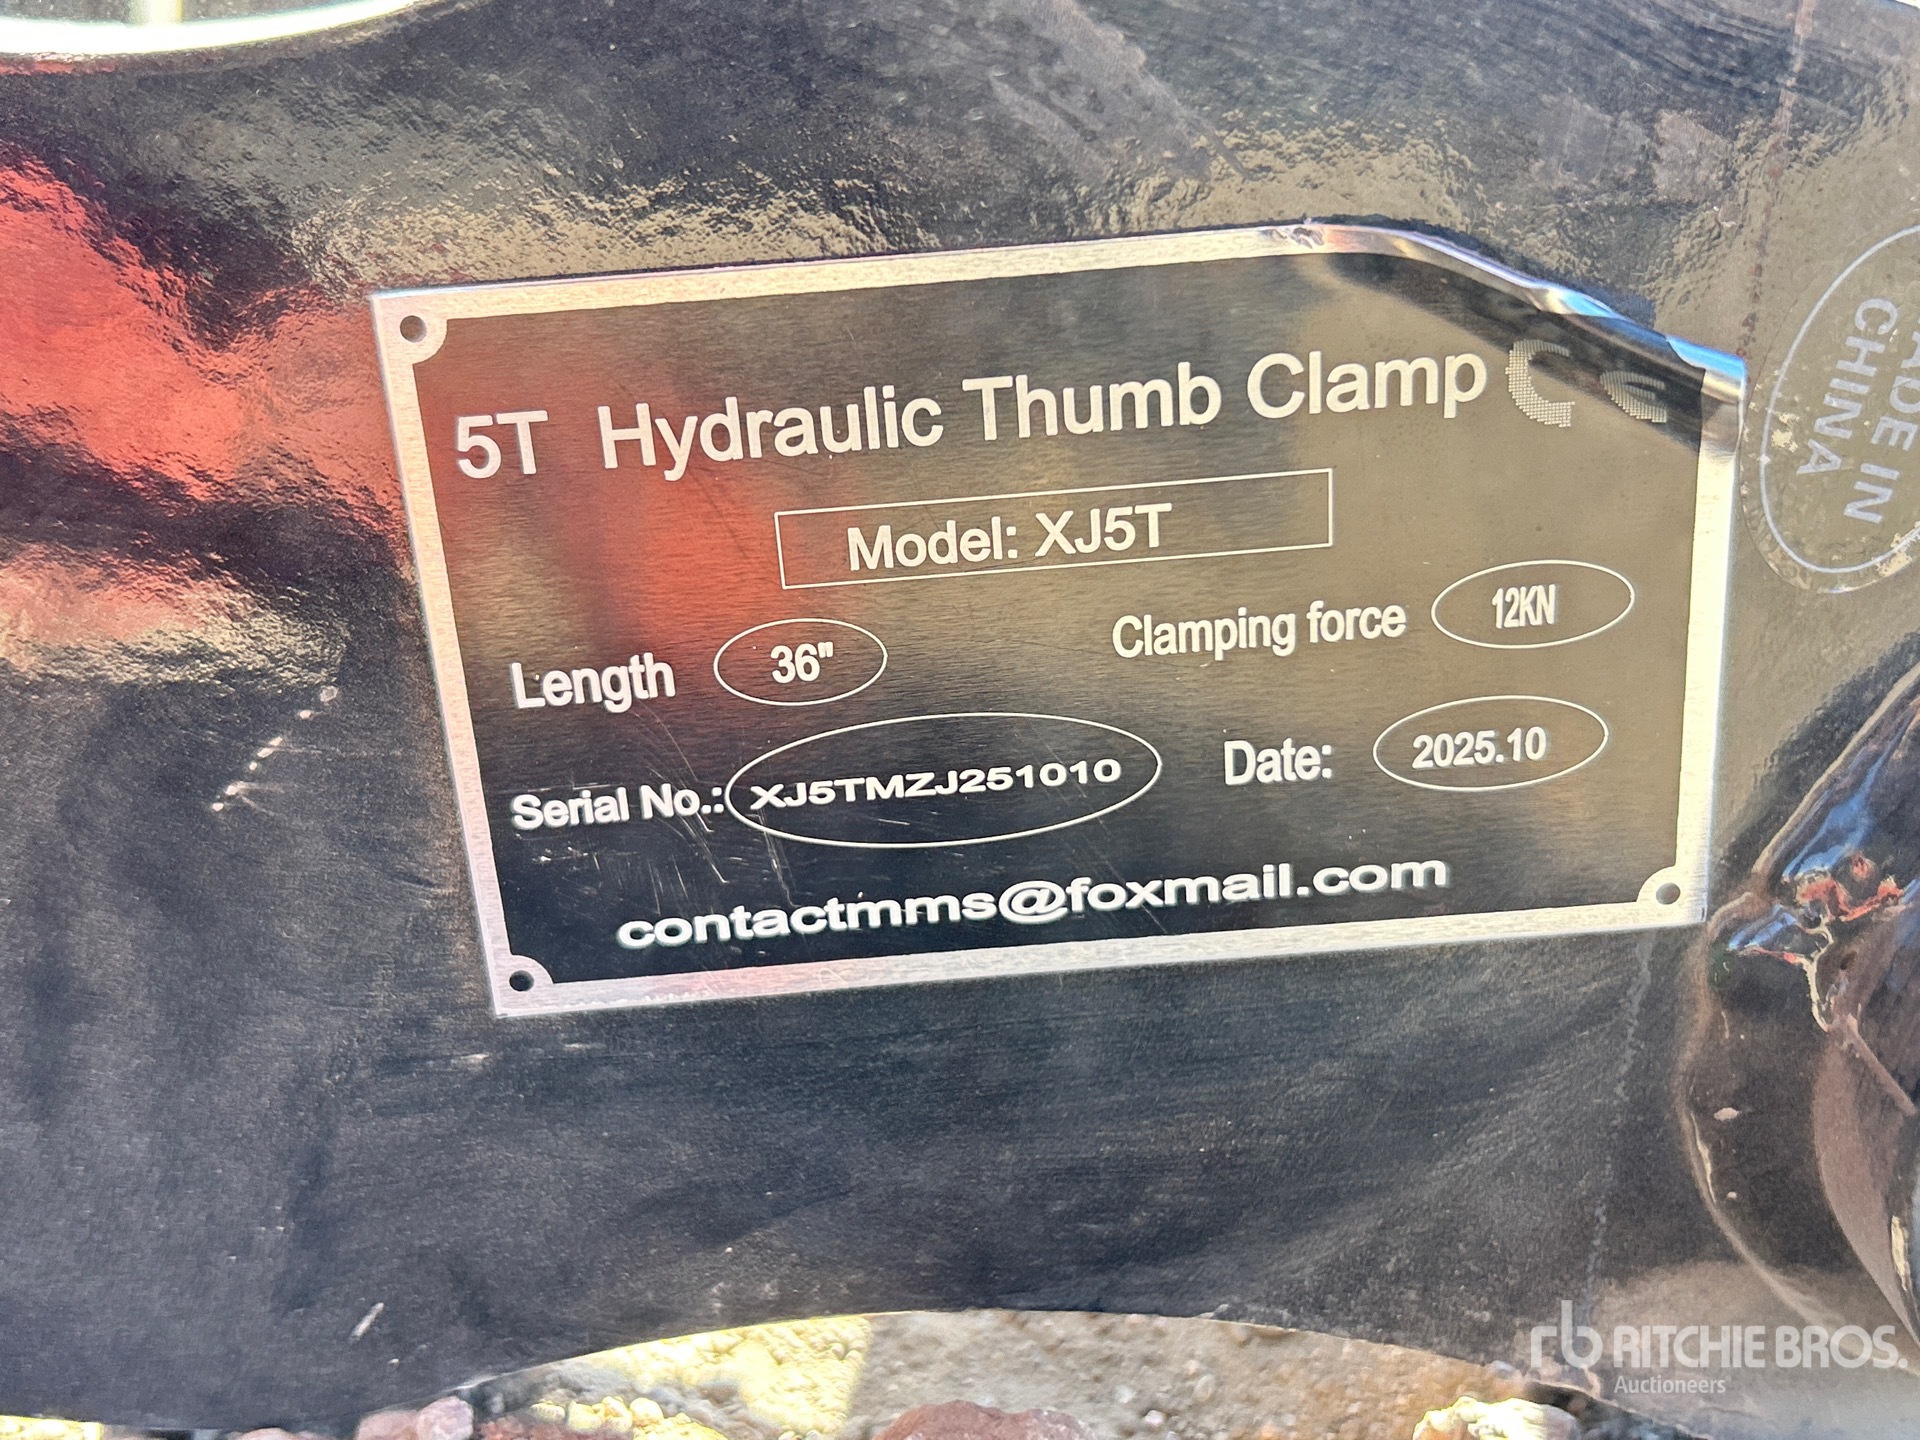 5T Hydraulic Thumb Clamp CE
Model: XJ5T
Length 36" Clamping force 12KN
Serial No.: XJ5TMZJ251010 Date: 2025.10
contactmms@foxmail.com
IN
CHINA
rb RITCHIE BROS.
Auctioneers